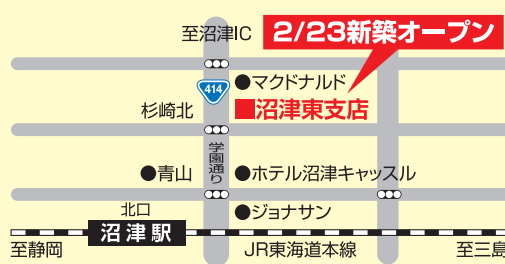 至沼津IC
2/23新築オープン
414
●マクドナルド
杉崎北
■沼津東支店
学園通り
●青山
●ホテル沼津キャッスル
北口
●ジョナサン
沼津駅
至静岡
JR東海道本線
至三島